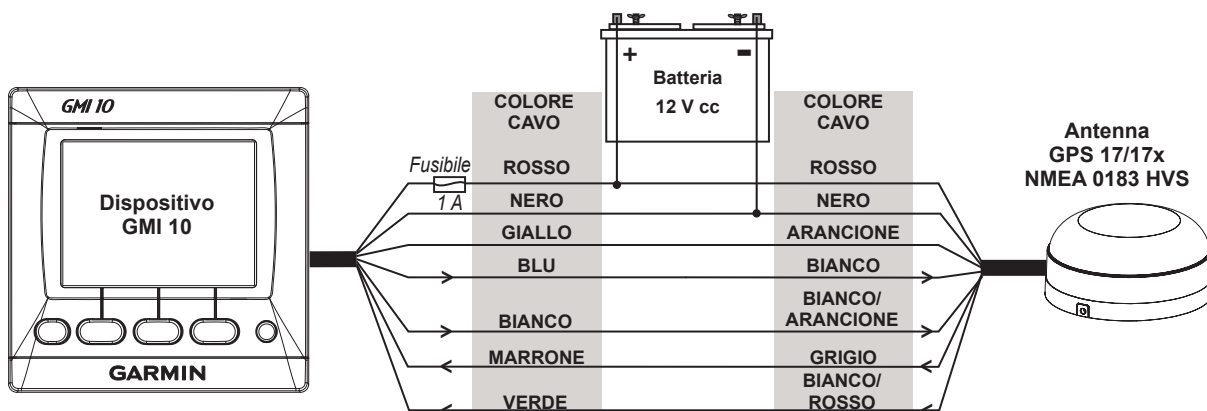 GMI 10
Dispositivo
GMI 10
GARMIN
Fusibile
1 A
COLORE
CAVO
ROSSO
NERO
GIALLO
BLU
BIANCO
MARRONE
VERDE
+ -
Batteria
12 V cc
COLORE
CAVO
ROSSO
NERO
ARANCIONE
BIANCO
BIANCO/
ARANCIONE
GRIGIO
BIANCO/
ROSSO
Antenna
GPS 17/17x
NMEA 0183 HVS